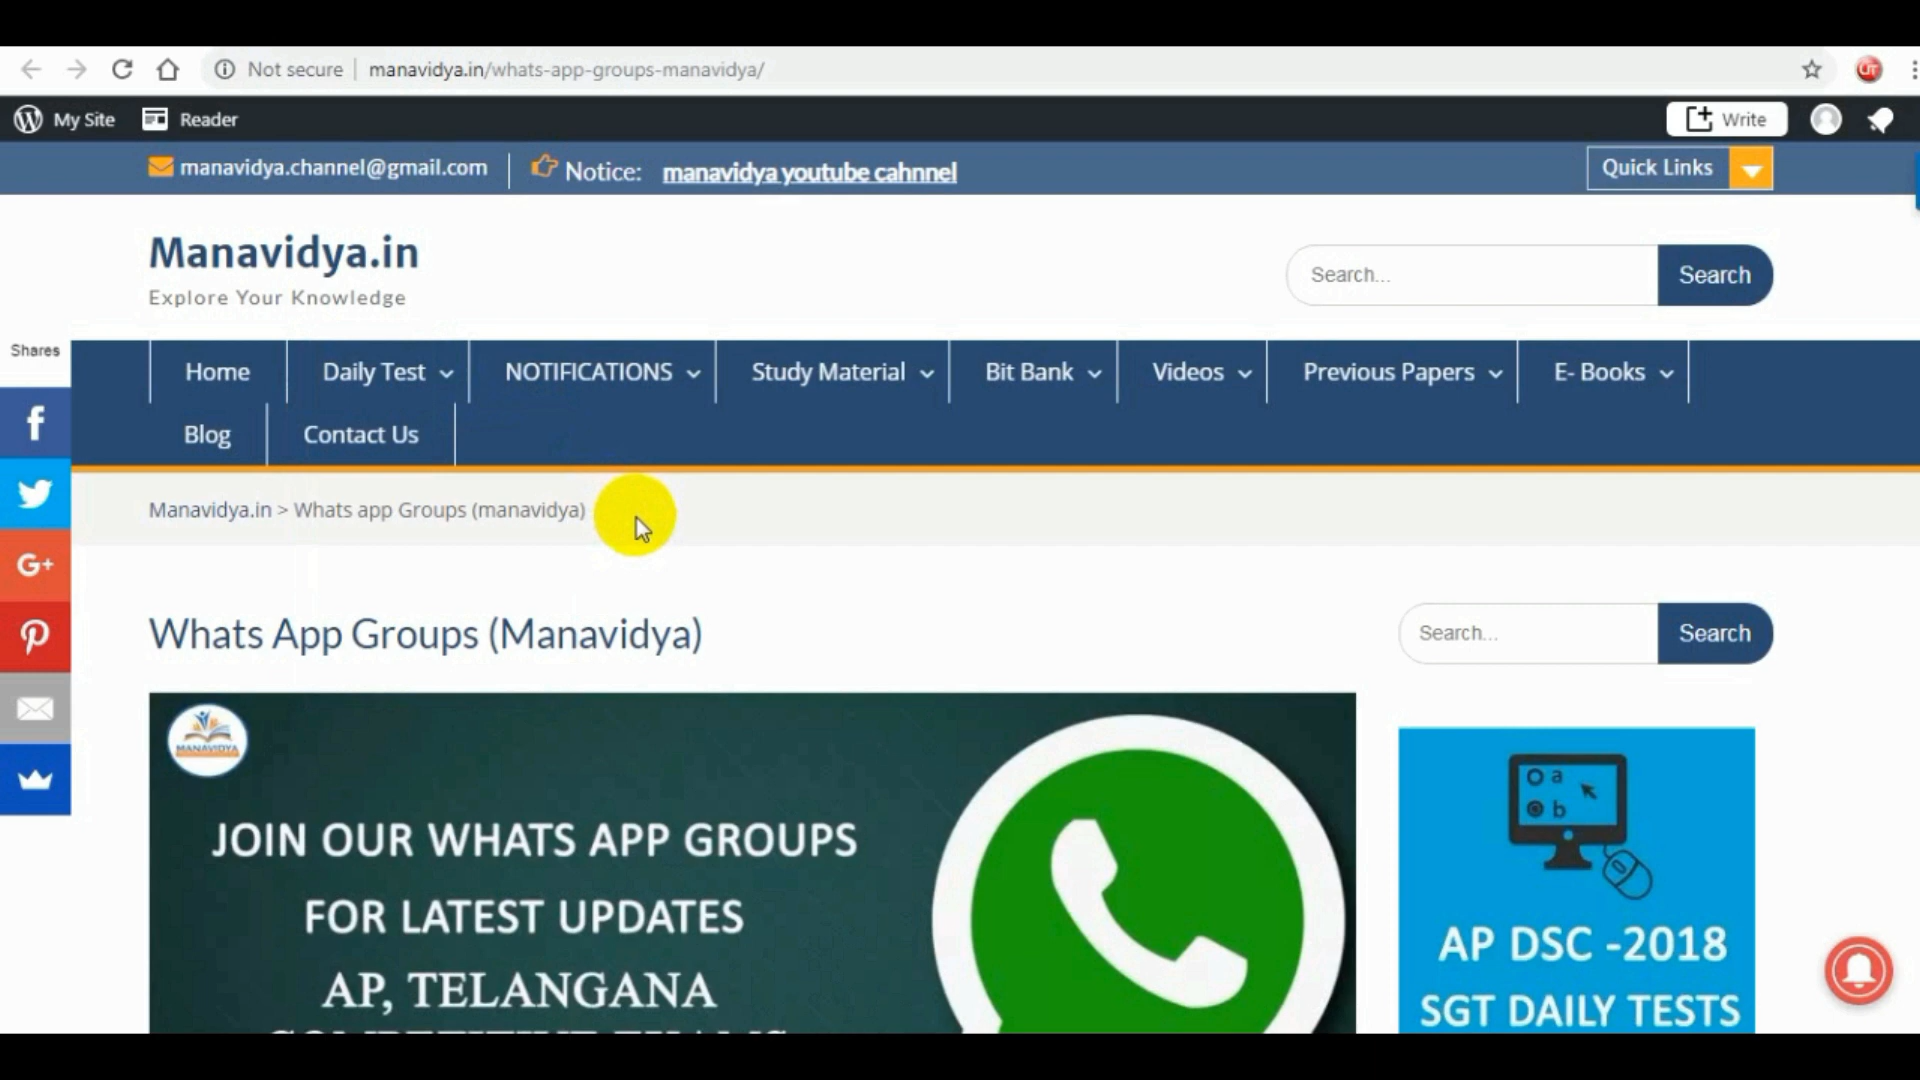 Not secure | manavidya.in/whats-app-groups-manavidya/
My Site Reader Write
manavidya.channel@gmail.com Notice: manavidya youtube cahnnel Quick Links
Manavidya.in
Explore Your Knowledge
Search... Search
Shares
Home Daily Test NOTIFICATIONS Study Material Bit Bank Videos Previous Papers E- Books
Blog Contact Us
Manavidya.in > Whats app Groups (manavidya)
Whats App Groups (Manavidya)
Search... Search
MANAVIDYA
JOIN OUR WHATS APP GROUPS
FOR LATEST UPDATES
AP, TELANGANA
COMPETITIVE EXAMS
a
b
AP DSC -2018
SGT DAILY TESTS